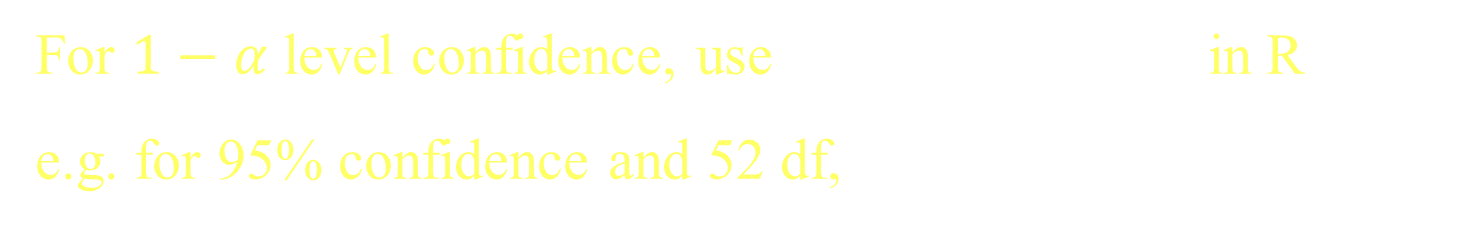 For 1 − α level confidence, use in R
e.g. for 95% confidence and 52 df,